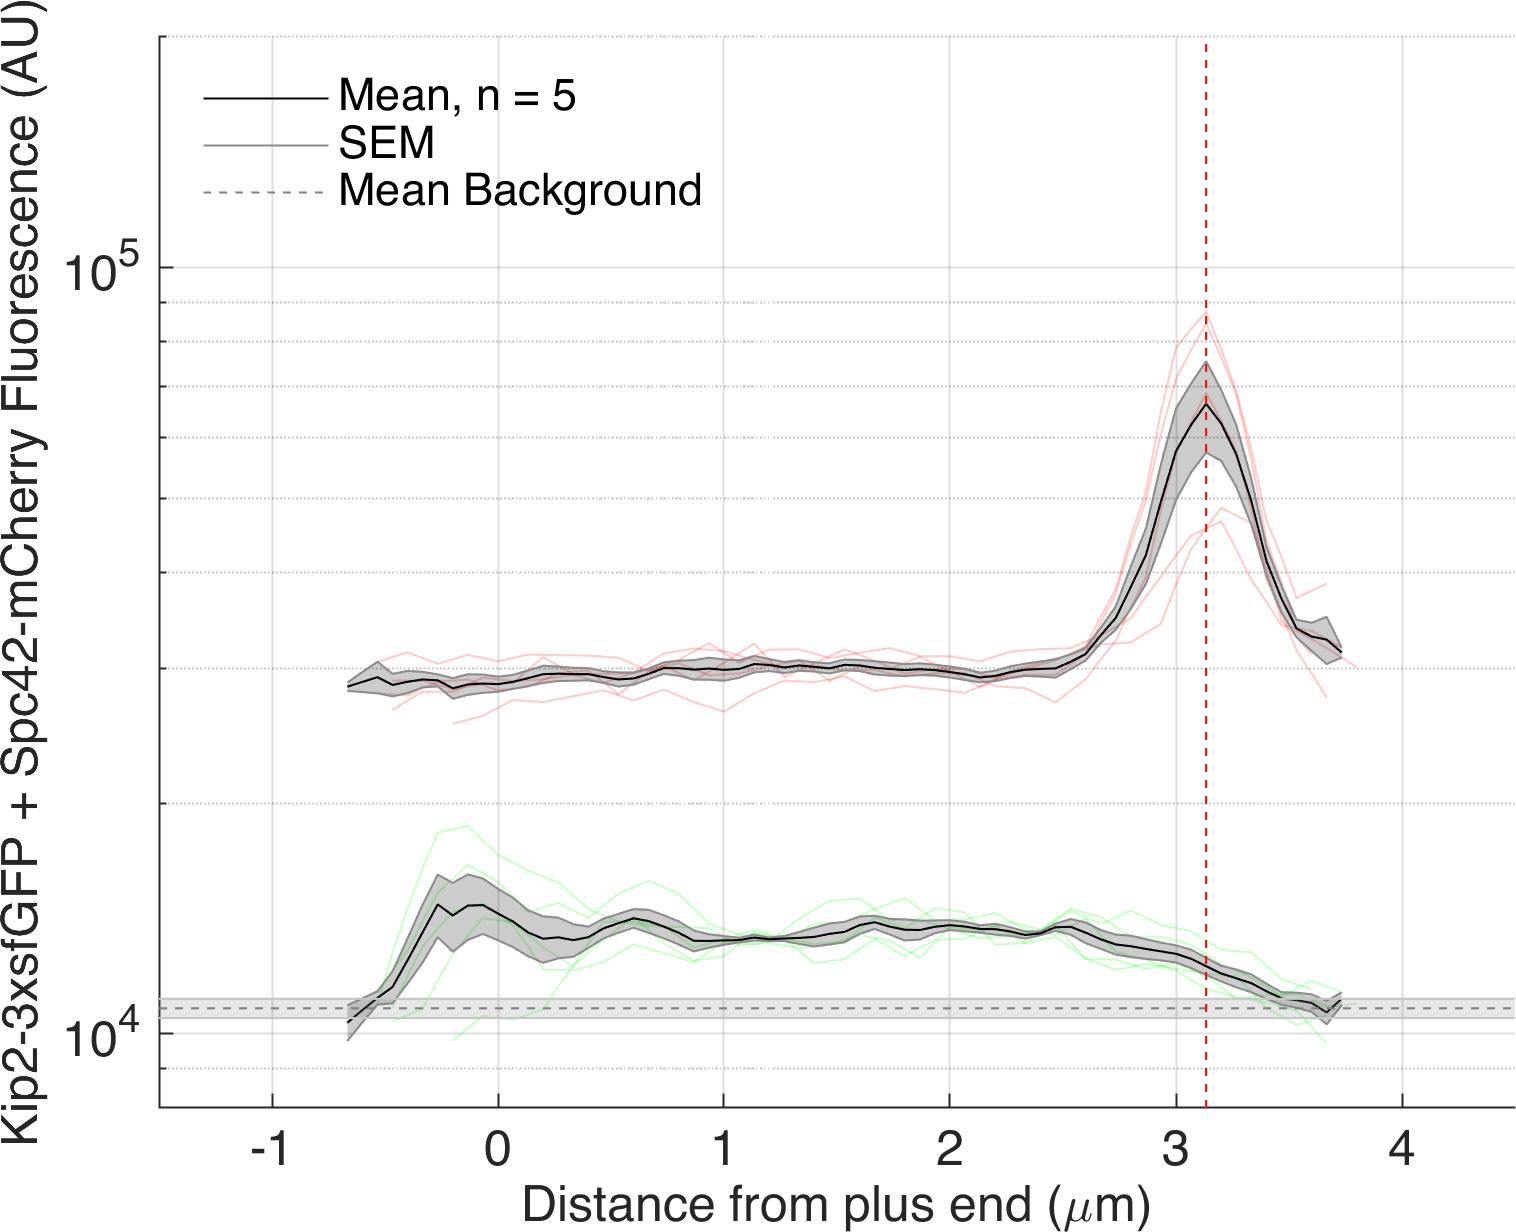 Kip2-3xsfGFP + Spc42-mCherry Fluorescence (AU)
Mean, n = 5
SEM
Mean Background
10^5
10^4
-1 0 1 2 3 4
Distance from plus end (μm)